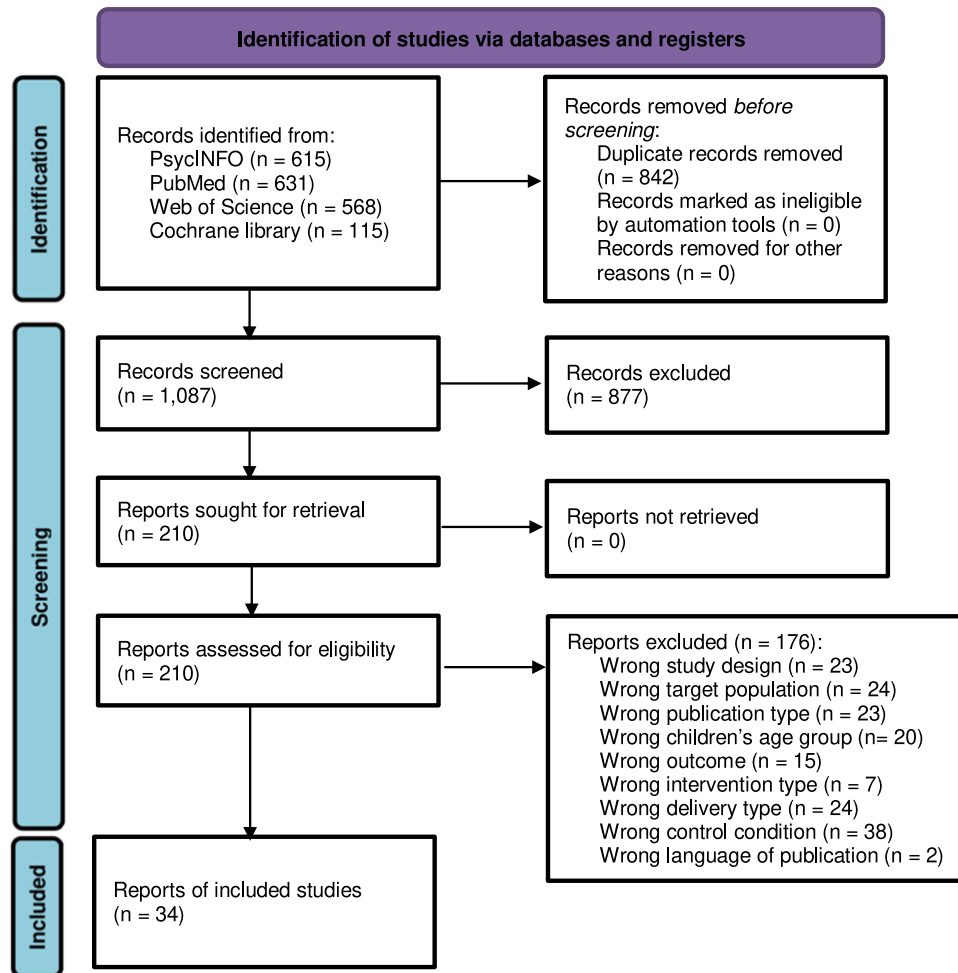 Identification of studies via databases and registers
Identification
Records identified from:
PsycINFO (n = 615)
PubMed (n = 631)
Web of Science (n = 568)
Cochrane library (n = 115)
Records removed before
screening:
Duplicate records removed
(n = 842)
Records marked as ineligible
by automation tools (n = 0)
Records removed for other
reasons (n = 0)
Screening
Records screened
(n = 1,087)
Records excluded
(n = 877)
Reports sought for retrieval
(n = 210)
Reports not retrieved
(n = 0)
Reports assessed for eligibility
(n = 210)
Reports excluded (n = 176):
Wrong study design (n = 23)
Wrong target population (n = 24)
Wrong publication type (n = 23)
Wrong children's age group (n= 20)
Wrong outcome (n = 15)
Wrong intervention type (n = 7)
Wrong delivery type (n = 24)
Wrong control condition (n = 38)
Wrong language of publication (n = 2)
Included
Reports of included studies
(n = 34)